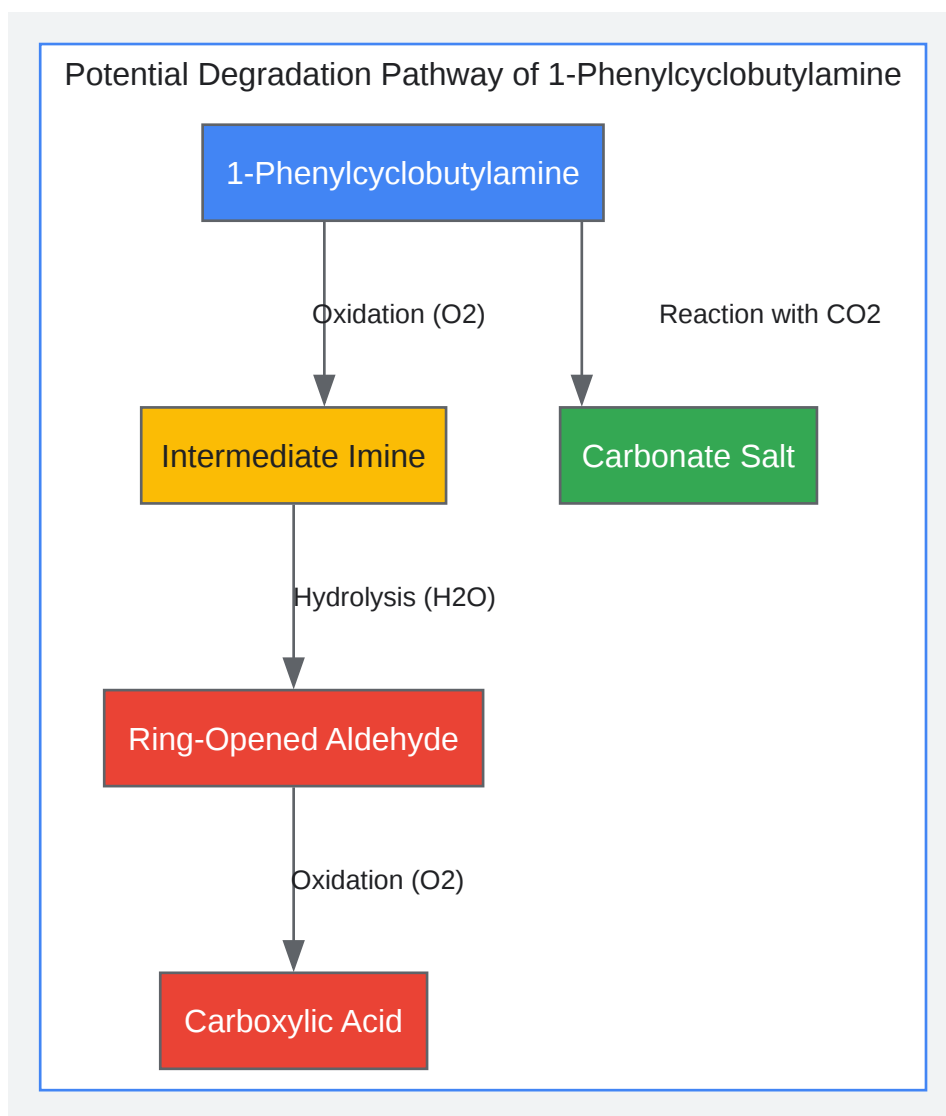 Potential Degradation Pathway of 1-Phenylcyclobutylamine
1-Phenylcyclobutylamine
Oxidation (O2)
Reaction with CO2
Intermediate Imine
Carbonate Salt
Hydrolysis (H2O)
Ring-Opened Aldehyde
Oxidation (O2)
Carboxylic Acid